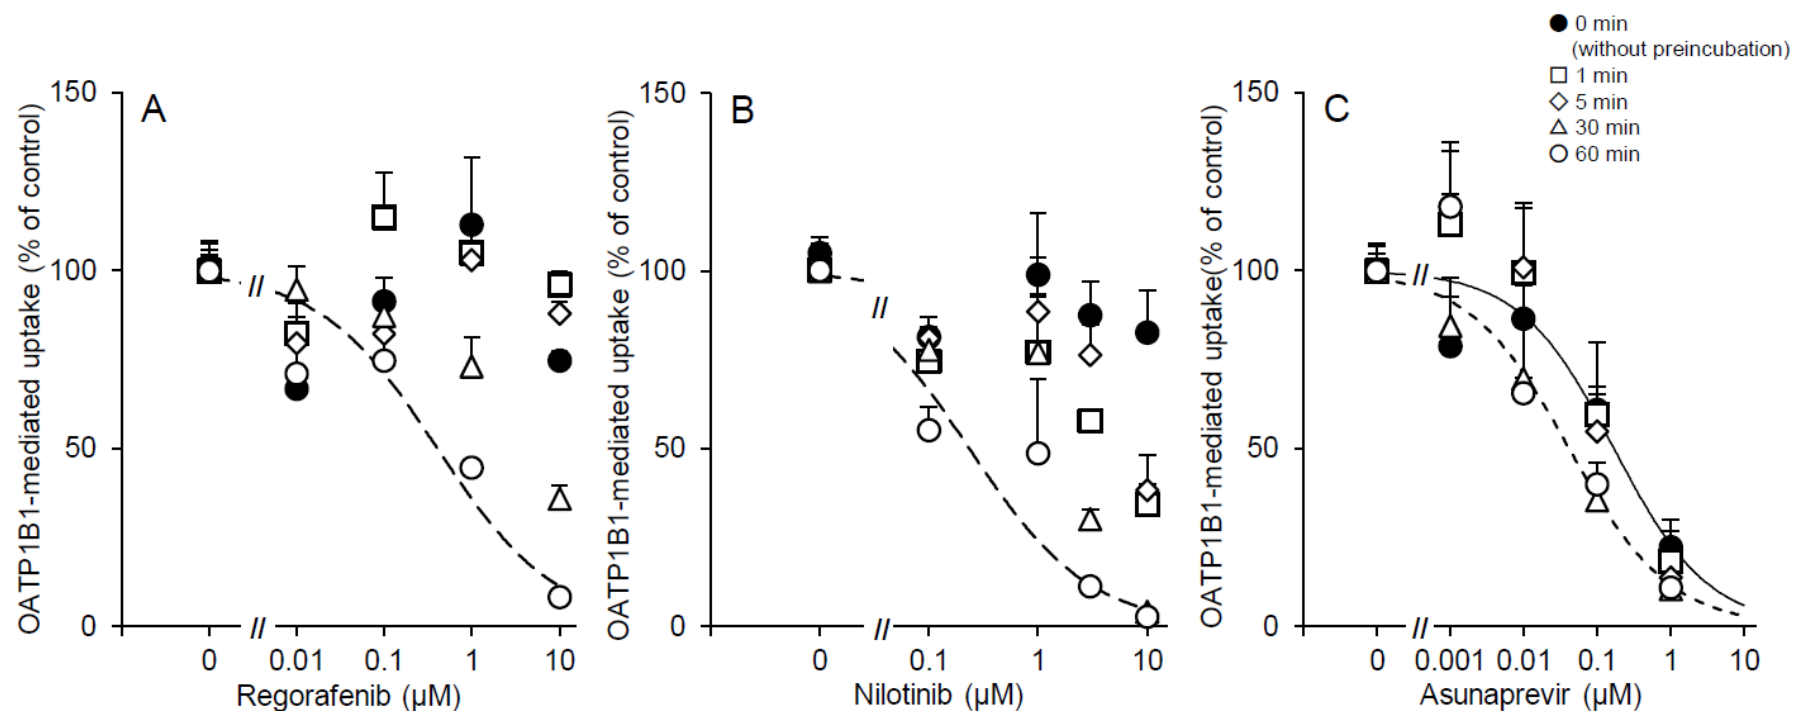 0 min
(without preincubation)
1 min
5 min
30 min
60 min
A
OATP1B1-mediated uptake (% of control)
150
100
50
0
//
//
0 0.01 0.1 1 10
Regorafenib (μM)
B
OATP1B1-mediated uptake (% of control)
150
100
50
0
//
//
0 0.1 1 10
Nilotinib (μM)
C
OATP1B1-mediated uptake(% of control)
150
100
50
0
//
//
0 0.001 0.01 0.1 1 10
Asunaprevir (μM)